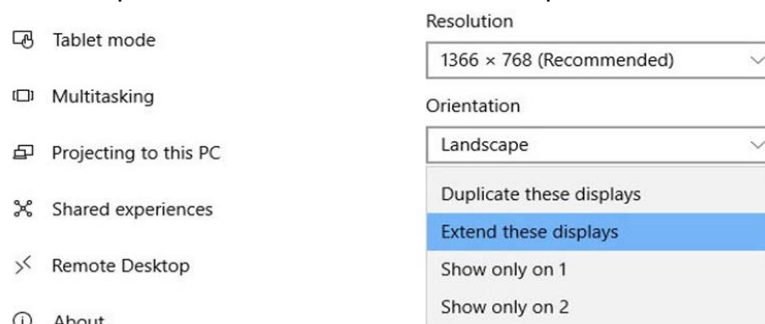 Tablet mode
Multitasking
Projecting to this PC
Shared experiences
Remote Desktop
About
Resolution
1366 × 768 (Recommended)
Orientation
Landscape
Duplicate these displays
Extend these displays
Show only on 1
Show only on 2